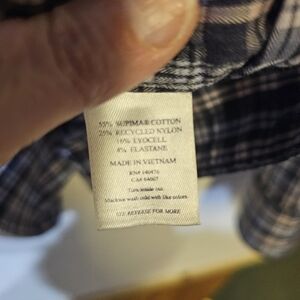 55% SUPIMA® COTTON
25% RECYCLED NYLON
16% LYOCELL
4% ELASTANE
MADE IN VIETNAM
Turn inside out.
Machine wash cold with like colors.
SEE REVERSE FOR MORE